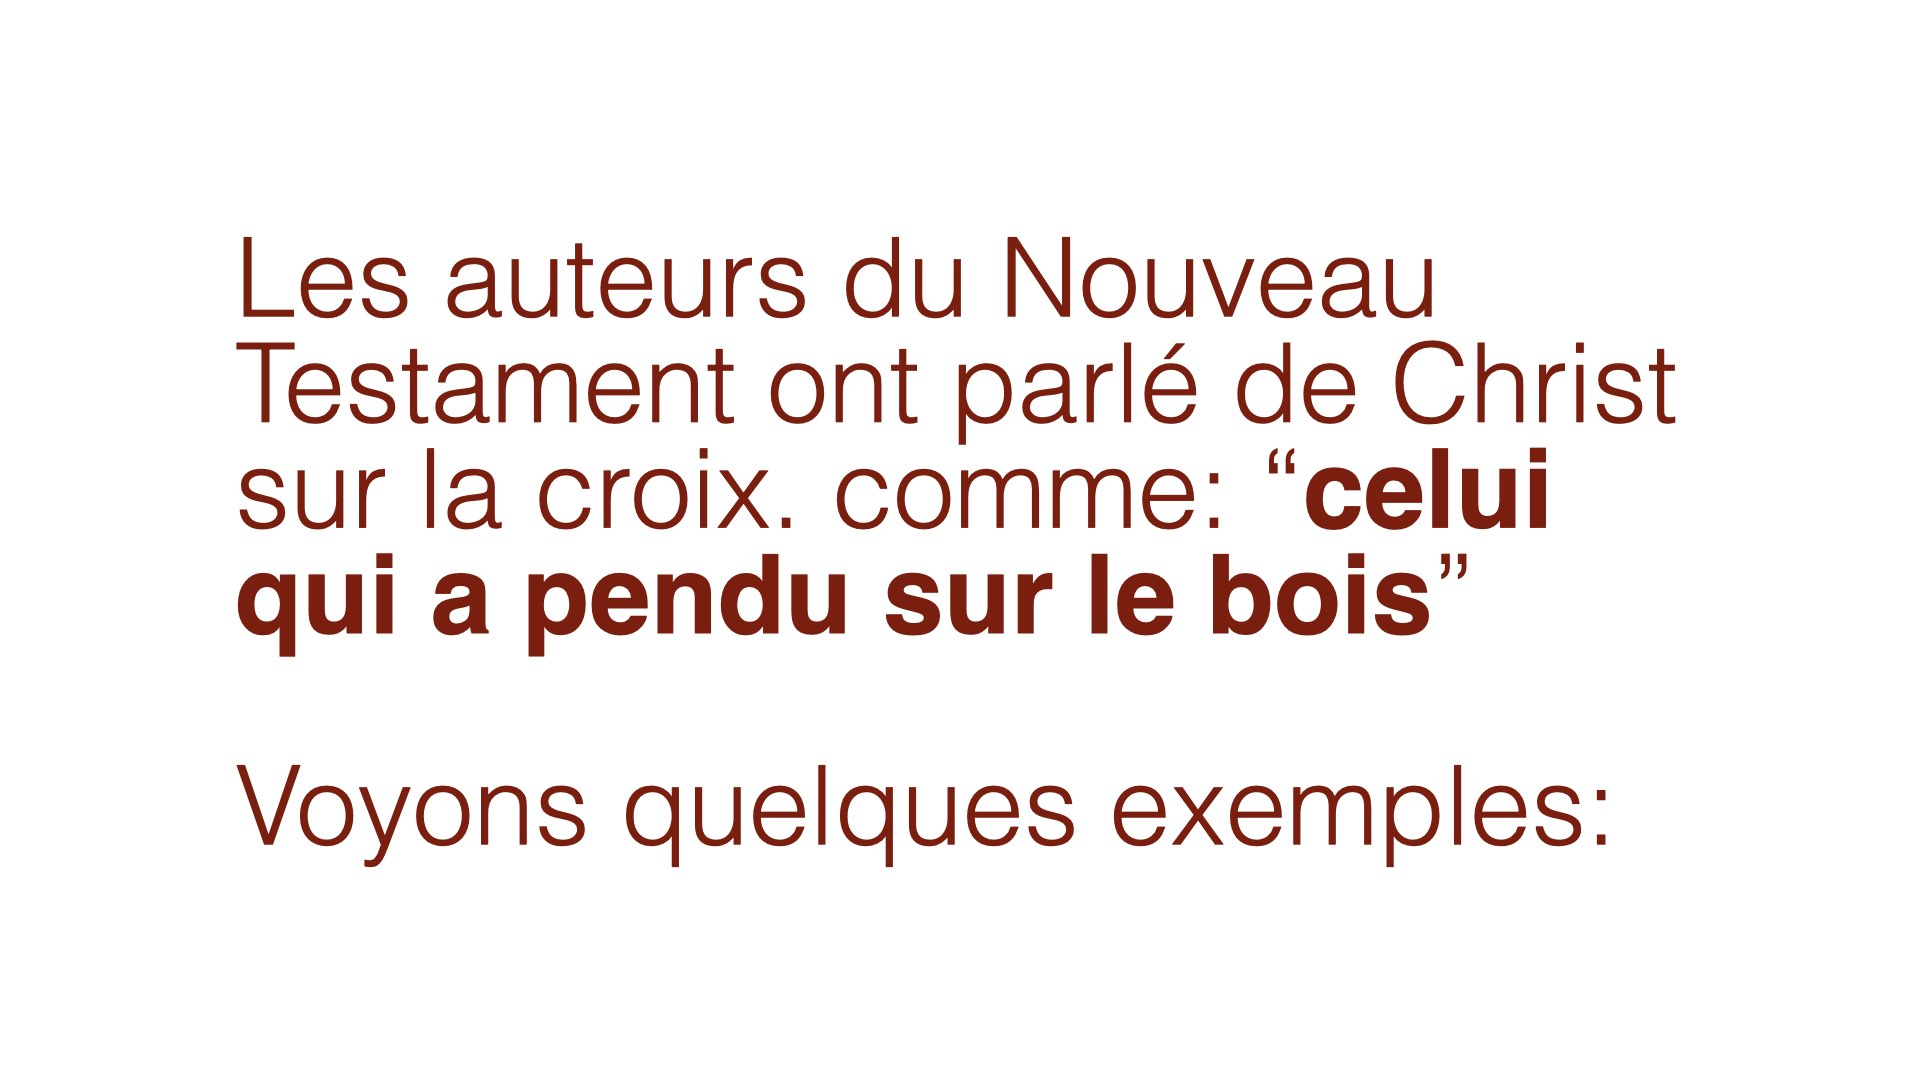 Les auteurs du Nouveau
Testament ont parlé de Christ
sur la croix. comme: “celui
qui a pendu sur le bois”
Voyons quelques exemples: